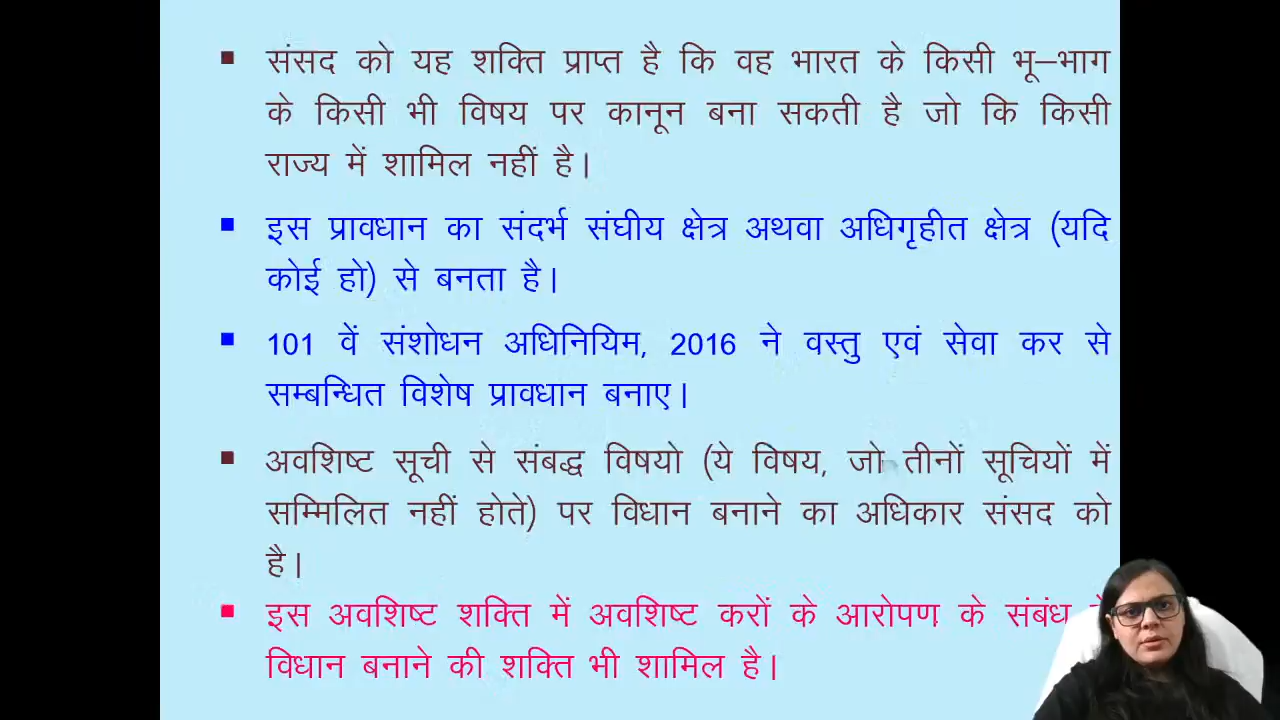 ▪ संसद को यह शक्ति प्राप्त है कि वह भारत के किसी भू–भाग
के किसी भी विषय पर कानून बना सकती है जो कि किसी
राज्य में शामिल नहीं है।
▪ इस प्रावधान का संदर्भ संघीय क्षेत्र अथवा अधिगृहीत क्षेत्र (यदि
कोई हो) से बनता है।
▪ 101 वें संशोधन अधिनियिम, 2016 ने वस्तु एवं सेवा कर से
सम्बन्धित विशेष प्रावधान बनाए।
▪ अवशिष्ट सूची से संबद्ध विषयो (ये विषय, जो तीनों सूचियों में
सम्मिलित नहीं होते) पर विधान बनाने का अधिकार संसद को
है।
▪ इस अवशिष्ट शक्ति में अवशिष्ट करों के आरोपण के संबंध
विधान बनाने की शक्ति भी शामिल है।